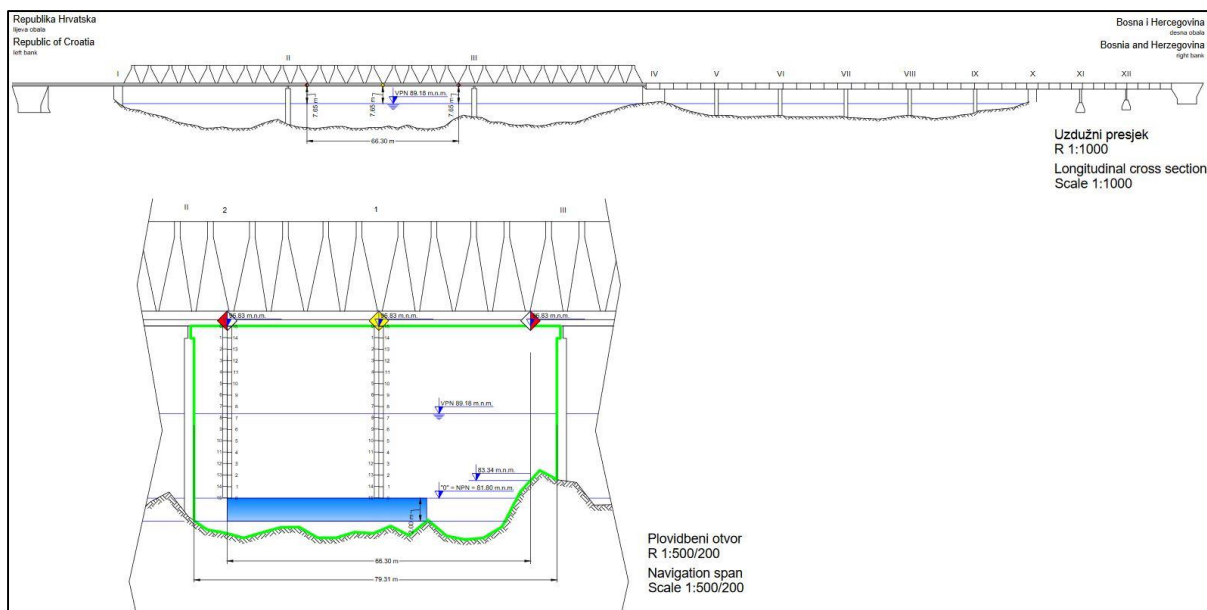 Republika Hrvatska
lijeva obala
Republic of Croatia
left bank
Bosna i Hercegovina
desna obala
Bosnia and Herzegovina
right bank
I
II
III
IV
V
VI
VII
VIII
IX
X
XI
XII
VPN 89.18 m.n.m.
7.65 m
7.65 m
7.65 m
66.30 m
Uzdužni presjek
R 1:1000
Longitudinal cross section
Scale 1:1000
II
2
1
III
96.83 m.n.m.
96.83 m.n.m.
96.83 m.n.m.
VPN 89.18 m.n.m.
83.34 m.n.m.
"0" = NPN = 81.80 m.n.m.
66.30 m
79.31 m
Plovidbeni otvor
R 1:500/200
Navigation span
Scale 1:500/200